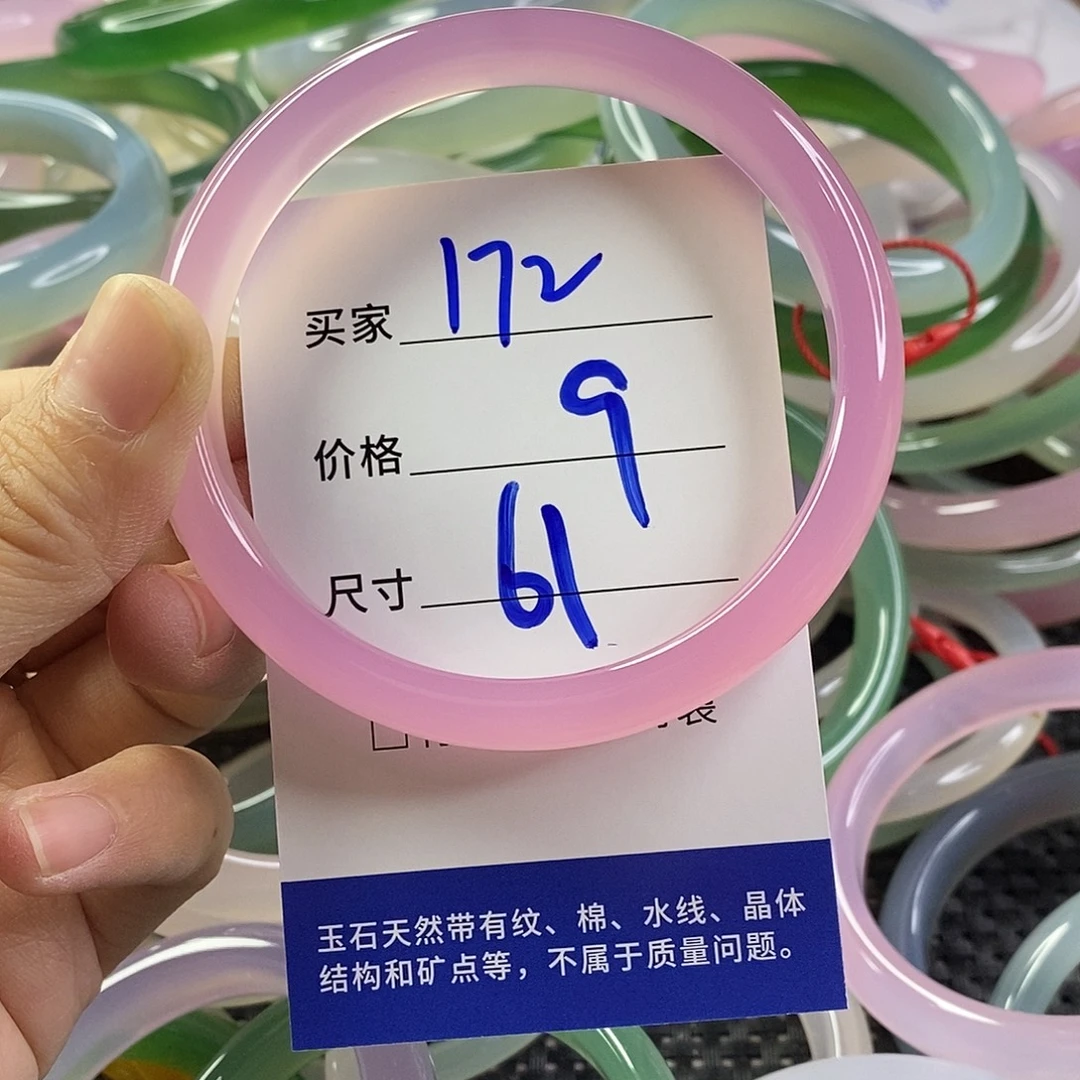 买家 172
价格 9
尺寸 61
装
玉石天然带有纹、棉、水线、晶体
结构和矿点等，不属于质量问题。